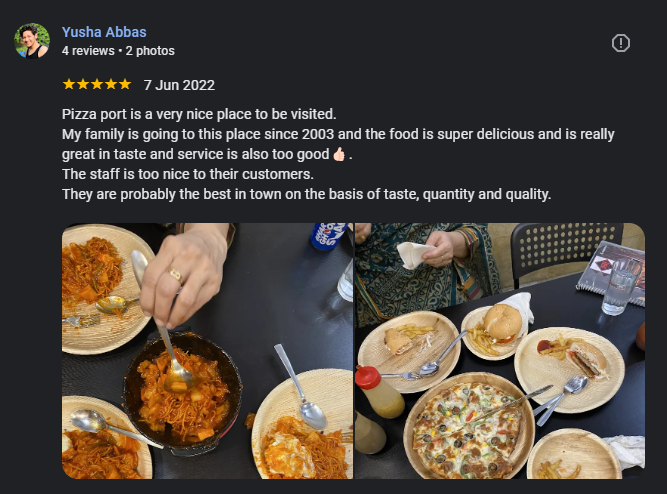 Yusha Abbas
4 reviews • 2 photos
★★★★★ 7 Jun 2022
Pizza port is a very nice place to be visited.
My family is going to this place since 2003 and the food is super delicious and is really
great in taste and service is also too good👍🏻.
The staff is too nice to their customers.
They are probably the best in town on the basis of taste, quantity and quality.